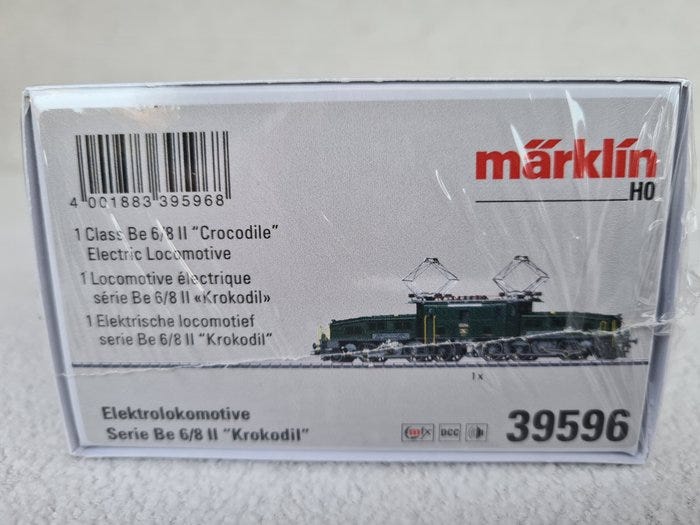 märklin
H0
4 001883 395968
1 Class Be 6/8 II "Crocodile"
Electric Locomotive
1 Locomotive électrique
série Be 6/8 II «Krokodil»
1 Elektrische locomotief
serie Be 6/8 II "Krokodil"
1 x
Elektrolokomotive
Serie Be 6/8 II "Krokodil"
mfx
DCC
39596